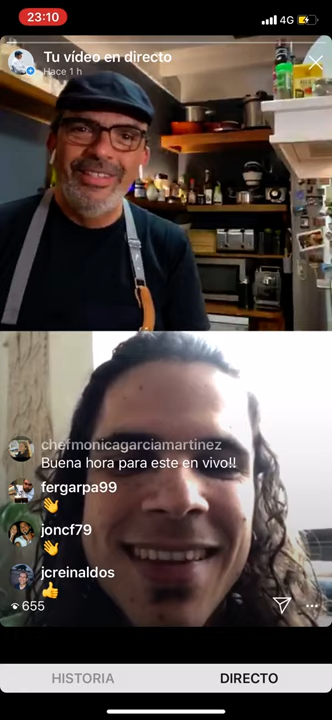 23:10
4G
Tu vídeo en directo
Hace 1 h
chefmonicagarciamartinez
Buena hora para este en vivo!!
fergarpa99
👋
joncf79
👋
jcreinaldos
👍
655
HISTORIA
DIRECTO